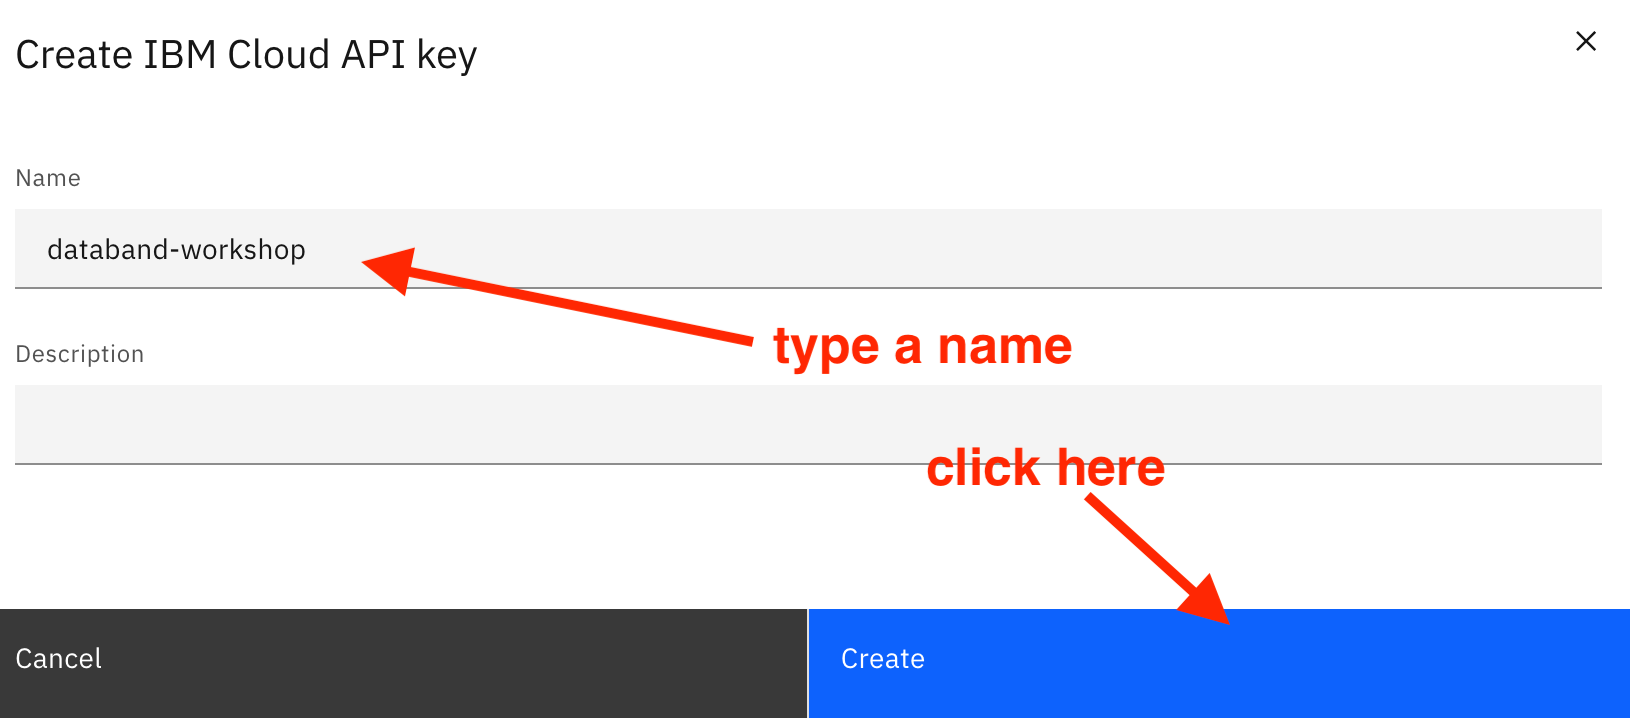 Create IBM Cloud API key
Name
databand-workshop
type a name
Description
click here
Cancel
Create